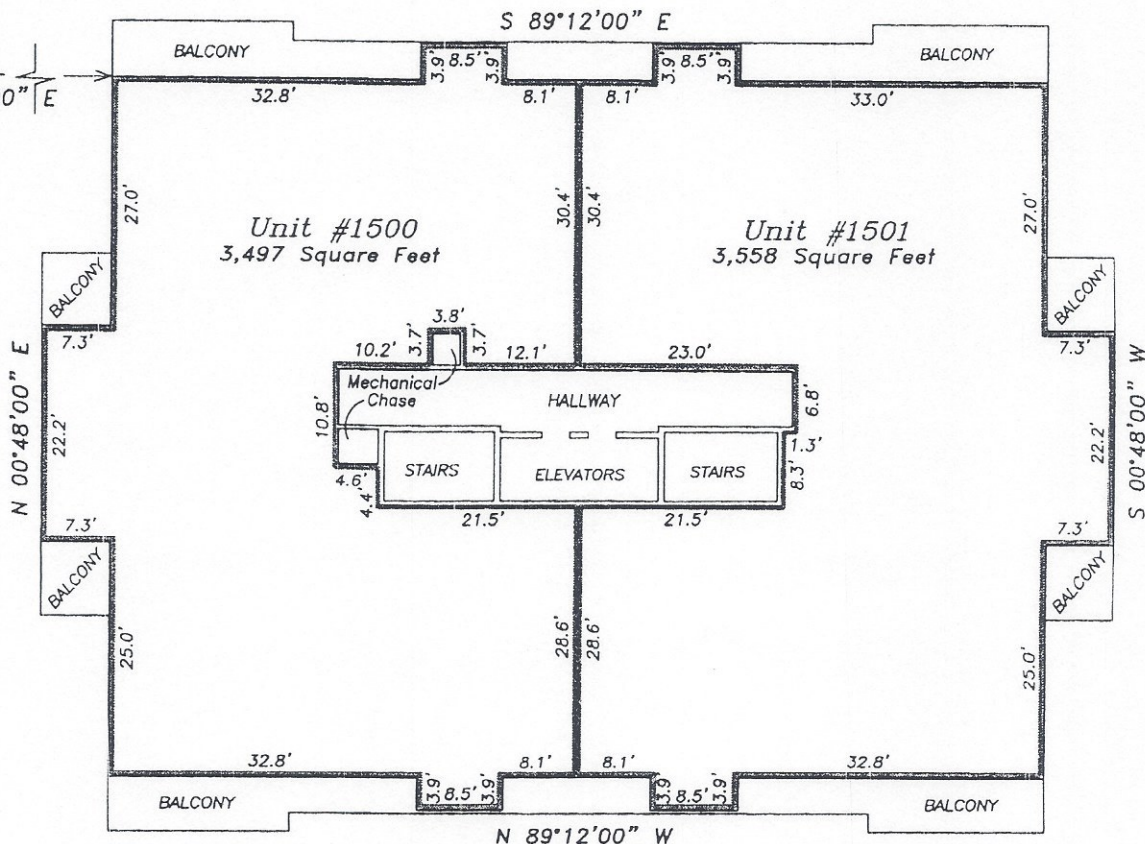 S 89°12'00" E
BALCONY
BALCONY
3.9' 8.5' 3.9'
3.9' 8.5' 3.9'
0" E
32.8'
8.1'
8.1'
33.0'
27.0'
30.4'
30.4'
27.0'
Unit #1500
3,497 Square Feet
Unit #1501
3,558 Square Feet
BALCONY
BALCONY
7.3'
7.3'
3.8'
3.7'
3.7'
10.2'
12.1'
23.0'
Mechanical
Chase
HALLWAY
10.8'
6.8'
1.3'
N 00°48'00" E
22.2'
22.2'
S 00°48'00" W
STAIRS
ELEVATORS
STAIRS
8.3'
4.6'
4.4'
21.5'
21.5'
7.3'
7.3'
BALCONY
BALCONY
25.0'
28.6'
28.6'
25.0'
32.8'
8.1'
8.1'
32.8'
3.9' 8.5' 3.9'
3.9' 8.5' 3.9'
BALCONY
BALCONY
N 89°12'00" W